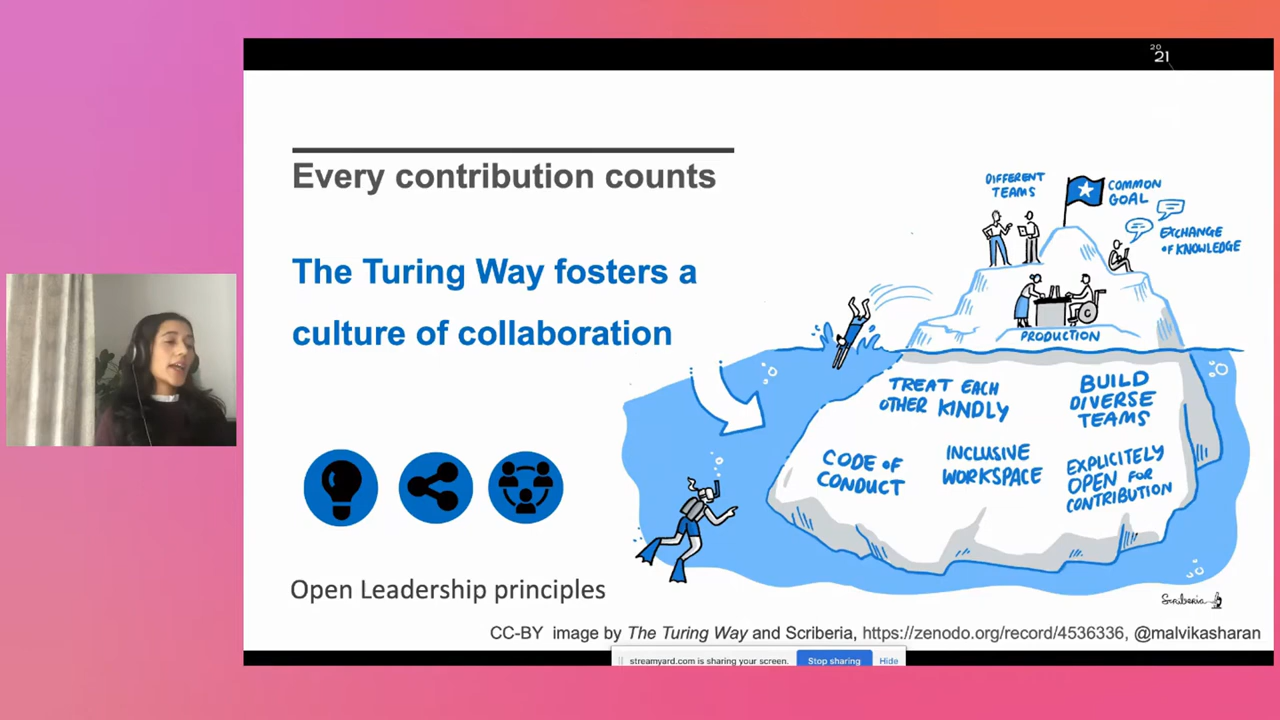 20
21
Every contribution counts
The Turing Way fosters a
culture of collaboration
Open Leadership principles
DIFFERENT
TEAMS
COMMON
GOAL
EXCHANGE
OF KNOWLEDGE
PRODUCTION
TREAT EACH
OTHER KINDLY
BUILD
DIVERSE
TEAMS
CODE OF
CONDUCT
INCLUSIVE
WORKSPACE
EXPLICITLY
OPEN FOR
CONTRIBUTION
Scriberia
CC-BY image by The Turing Way and Scriberia, https://zenodo.org/record/4536336, @malvikasharan
streamyard.com is sharing your screen. Stop sharing Hide